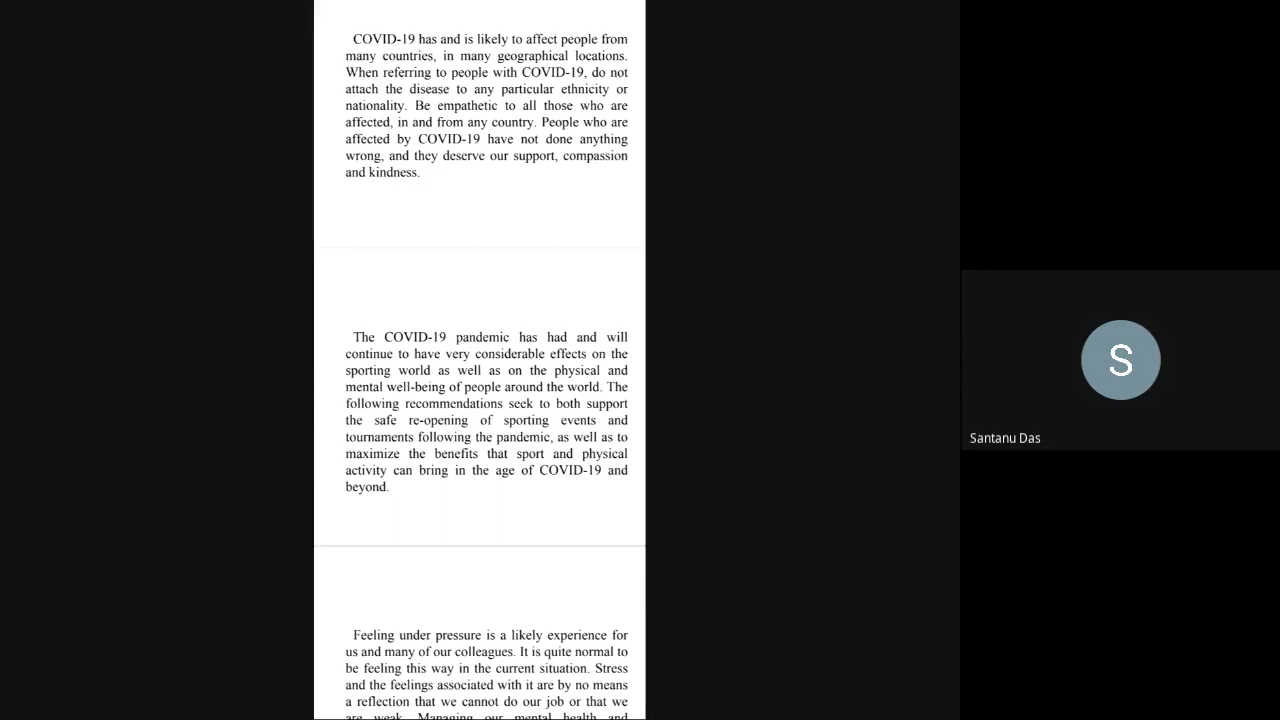 COVID-19 has and is likely to affect people from
many countries, in many geographical locations.
When referring to people with COVID-19, do not
attach the disease to any particular ethnicity or
nationality. Be empathetic to all those who are
affected, in and from any country. People who are
affected by COVID-19 have not done anything
wrong, and they deserve our support, compassion
and kindness.
The COVID-19 pandemic has had and will
continue to have very considerable effects on the
sporting world as well as on the physical and
mental well-being of people around the world. The
following recommendations seek to both support
the safe re-opening of sporting events and
tournaments following the pandemic, as well as to
maximize the benefits that sport and physical
activity can bring in the age of COVID-19 and
beyond.
Feeling under pressure is a likely experience for
us and many of our colleagues. It is quite normal to
be feeling this way in the current situation. Stress
and the feelings associated with it are by no means
a reflection that we cannot do our job or that we
are weak. Managing our mental health and
S
Santanu Das